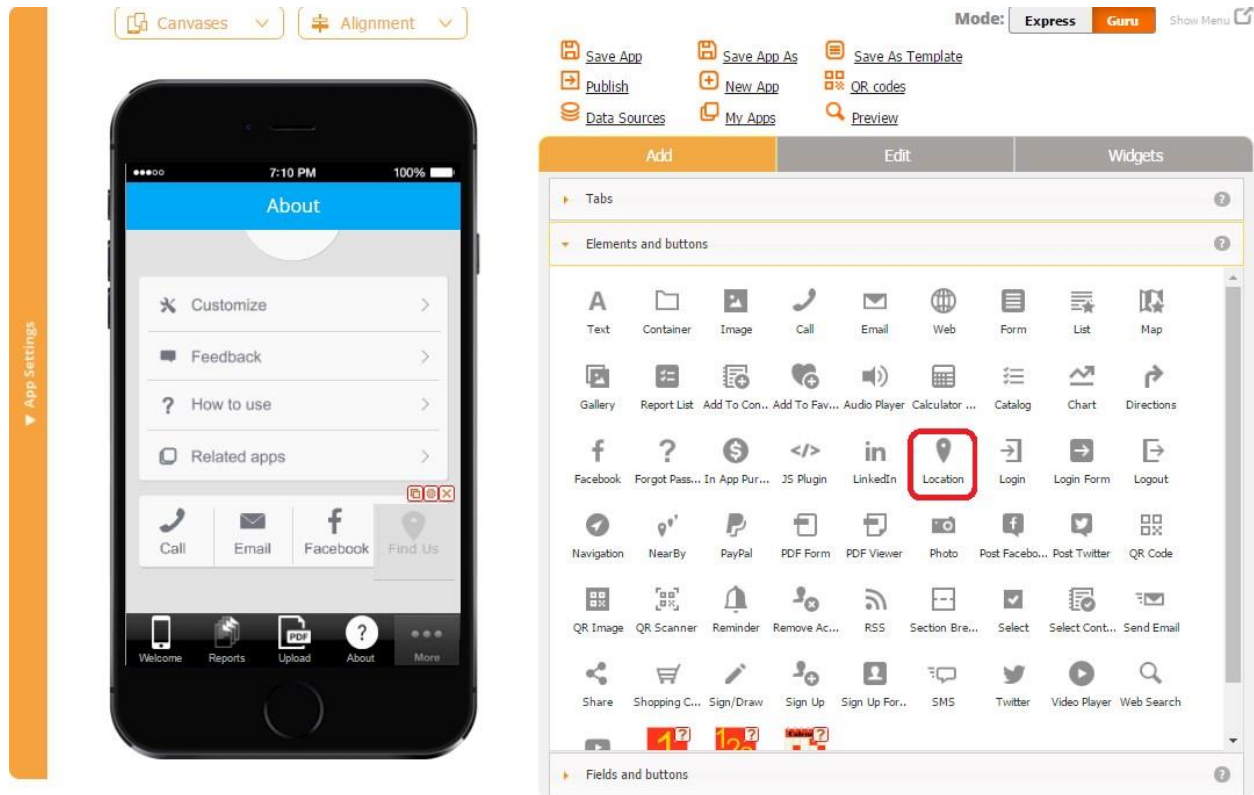 Canvases
Alignment
Mode: Express Guru Show Menu
Save App Save App As Save As Template
Publish New App QR codes
Data Sources My Apps Preview
Add Edit Widgets
Tabs
Elements and buttons
Text Container Image Call Email Web Form List Map
Gallery Report List Add To Con... Add To Fav... Audio Player Calculator ... Catalog Chart Directions
Facebook Forgot Pass... In App Pur... JS Plugin LinkedIn Location Login Login Form Logout
Navigation NearBy PayPal PDF Form PDF Viewer Photo Post Facebo... Post Twitter QR Code
QR Image QR Scanner Reminder Remove Ac... RSS Section Bre... Select Select Cont... Send Email
Share Shopping C... Sign/Draw Sign Up Sign Up For.. SMS Twitter Video Player Web Search
Fields and buttons
App Settings
7:10 PM 100%
About
Customize
Feedback
How to use
Related apps
Call Email Facebook Find Us
PDF
Welcome Reports Upload About More